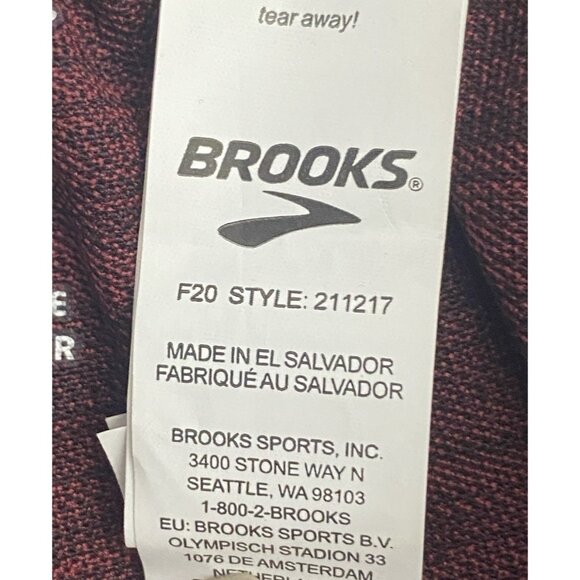 tear away!
BROOKS®
F20 STYLE: 211217
MADE IN EL SALVADOR
FABRIQUÉ AU SALVADOR
BROOKS SPORTS, INC.
3400 STONE WAY N
SEATTLE, WA 98103
1-800-2-BROOKS
EU: BROOKS SPORTS B.V.
OLYMPISCH STADION 33
1076 DE AMSTERDAM
E
R